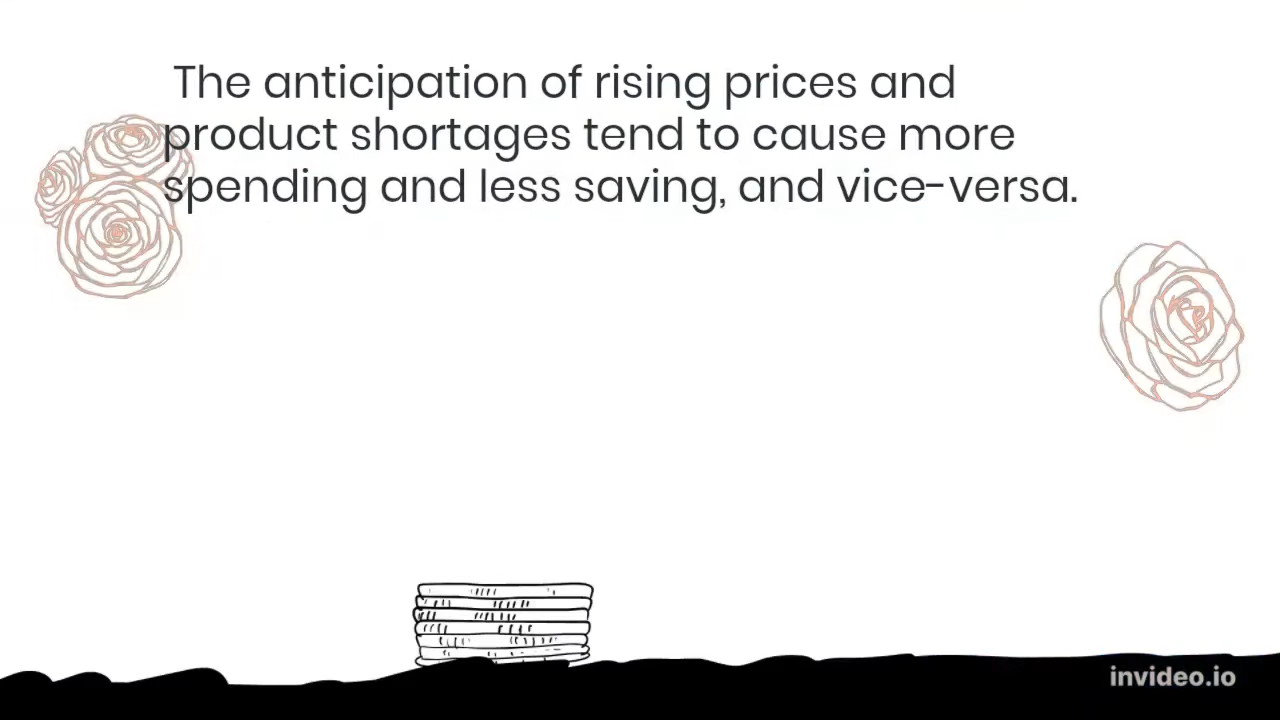 The anticipation of rising prices and
product shortages tend to cause more
spending and less saving, and vice-versa.
invideo.io